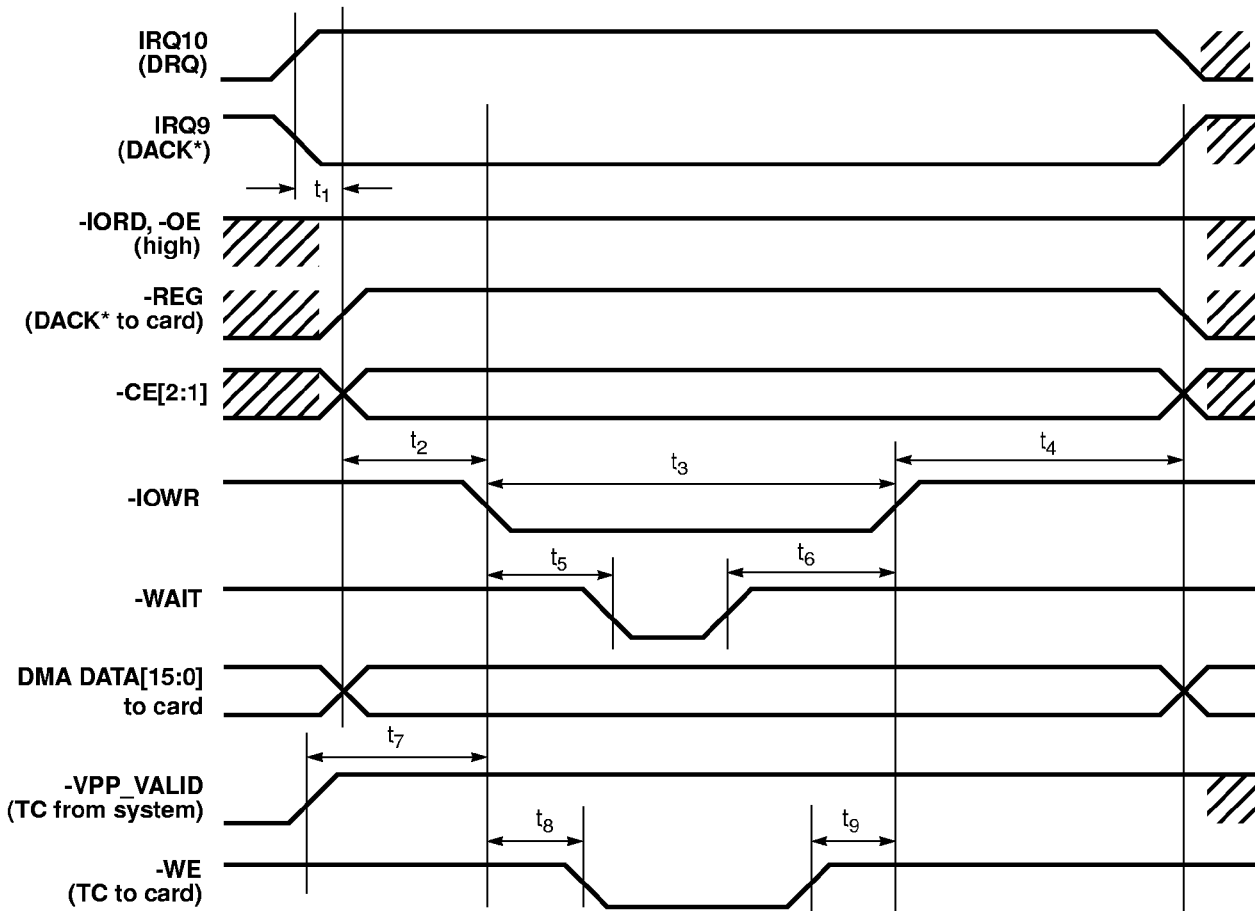 IRQ10
(DRQ)
IRQ9
(DACK*)
t1
-IORD, -OE
(high)
-REG
(DACK* to card)
-CE[2:1]
t2
t3
t4
-IOWR
t5
t6
-WAIT
DMA DATA[15:0]
to card
t7
-VPP_VALID
(TC from system)
t8
t9
-WE
(TC to card)